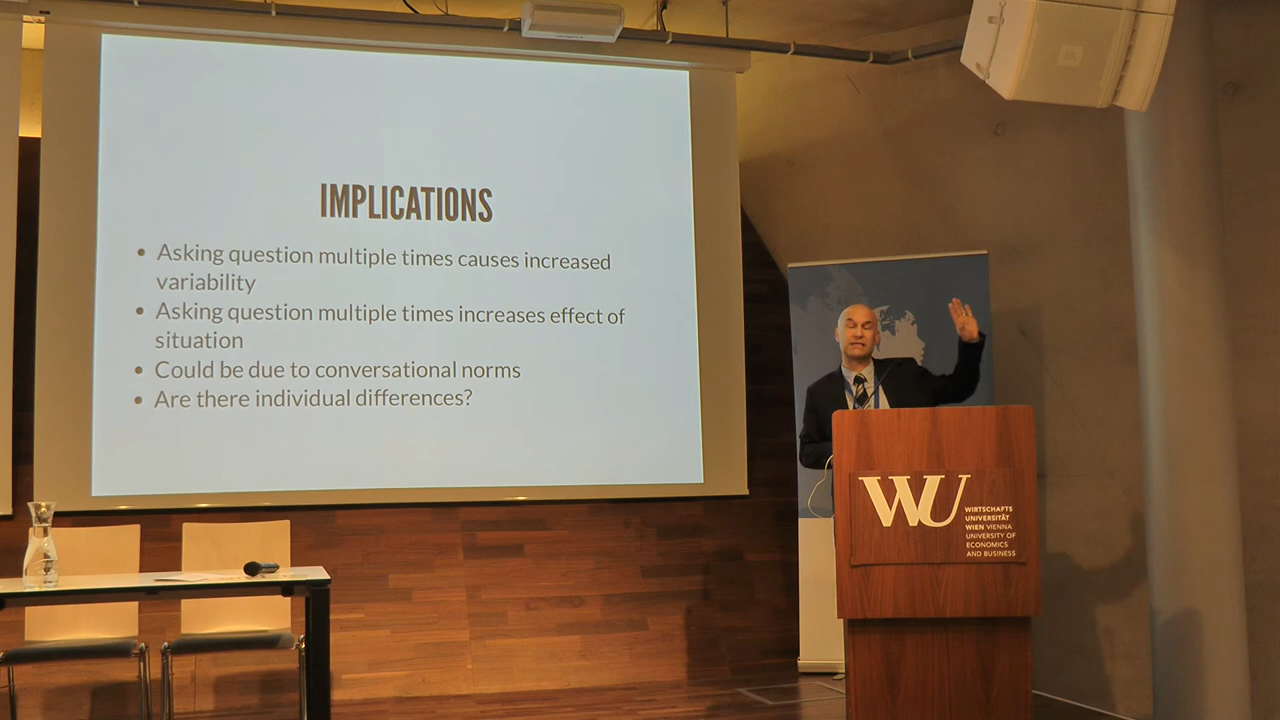 IMPLICATIONS
• Asking question multiple times causes increased
variability
• Asking question multiple times increases effect of
situation
• Could be due to conversational norms
• Are there individual differences?
WU
WIRTSCHAFTS
UNIVERSITÄT
WIEN VIENNA
UNIVERSITY OF
ECONOMICS
AND BUSINESS